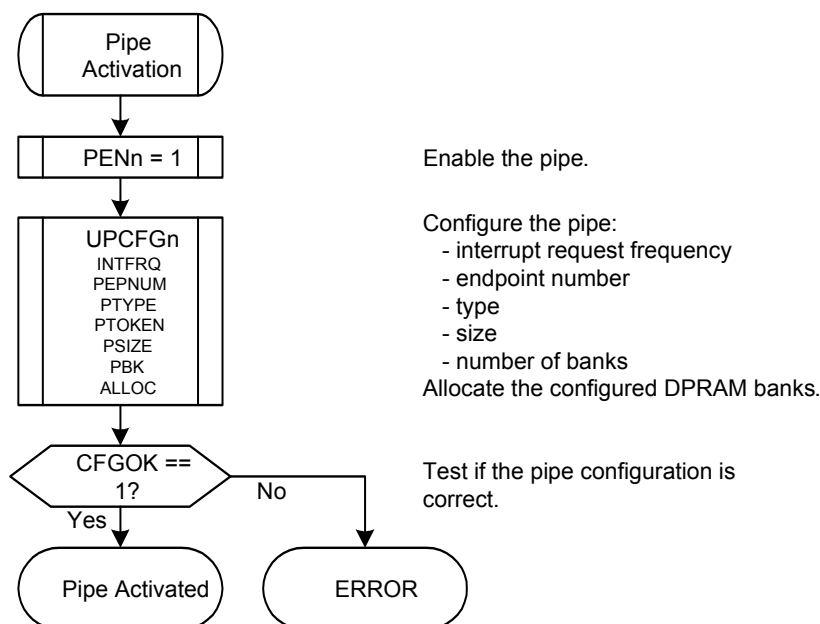 Pipe
Activation
PENn = 1
Enable the pipe.
UPCFGn
INTFRQ
PEPNUM
PTYPE
PTOKEN
PSIZE
PBK
ALLOC
Configure the pipe:
- interrupt request frequency
- endpoint number
- type
- size
- number of banks
Allocate the configured DPRAM banks.
CFGOK ==
1?
Test if the pipe configuration is
correct.
No
Yes
Pipe Activated
ERROR